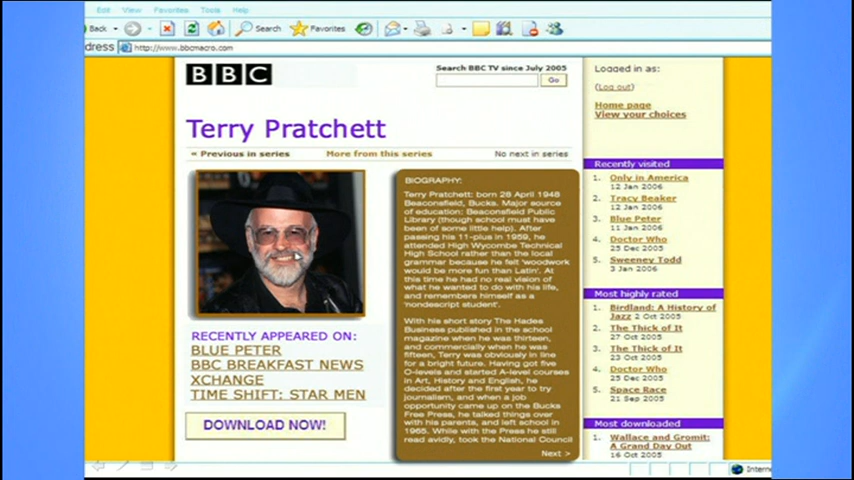 Edit View Favorites Tools Help
Back Search Favorites
dress http://www.bbcmacro.com
BBC
Search BBC TV since July 2005
Go
Terry Pratchett
« Previous in series More from this series No next in series
BIOGRAPHY:
Terry Pratchett: born 28 April 1948
Beaconsfield, Bucks. Major source
of education: Beaconsfield Public
Library (though school must have
been of some little help). After
passing his 11-plus in 1959, he
attended High Wycombe Technical
High School rather than the local
grammar because he felt 'woodwork
would be more fun than Latin'. At
this time he had no real vision of
what he wanted to do with his life,
and remembers himself as a
'nondescript student'.
With his short story The Hades
Business published in the school
magazine when he was thirteen,
and commercially when he was
fifteen, Terry was obviously in line
for a bright future. Having got five
O-levels and started A-level courses
in Art, History and English, he
decided after the first year to try
journalism, and when a job
opportunity came up on the Bucks
Free Press, he talked things over
with his parents, and left school in
1965. While with the Press he still
read avidly, took the National Council
Next >
RECENTLY APPEARED ON:
BLUE PETER
BBC BREAKFAST NEWS
XCHANGE
TIME SHIFT: STAR MEN
DOWNLOAD NOW!
Logged in as:
(Log out)
Home page
View your choices
Recently visited
1. Only in America
12 Jan 2006
2. Tracy Beaker
12 Jan 2006
3. Blue Peter
11 Jan 2006
4. Doctor Who
25 Dec 2005
5. Sweeney Todd
3 Jan 2006
Most highly rated
1. Birdland: A History of
Jazz 2 Oct 2005
2. The Thick of It
27 Oct 2005
3. The Thick of It
23 Oct 2005
4. Doctor Who
25 Dec 2005
5. Space Race
21 Sep 2005
Most downloaded
1. Wallace and Gromit:
A Grand Day Out
16 Oct 2005
Intern